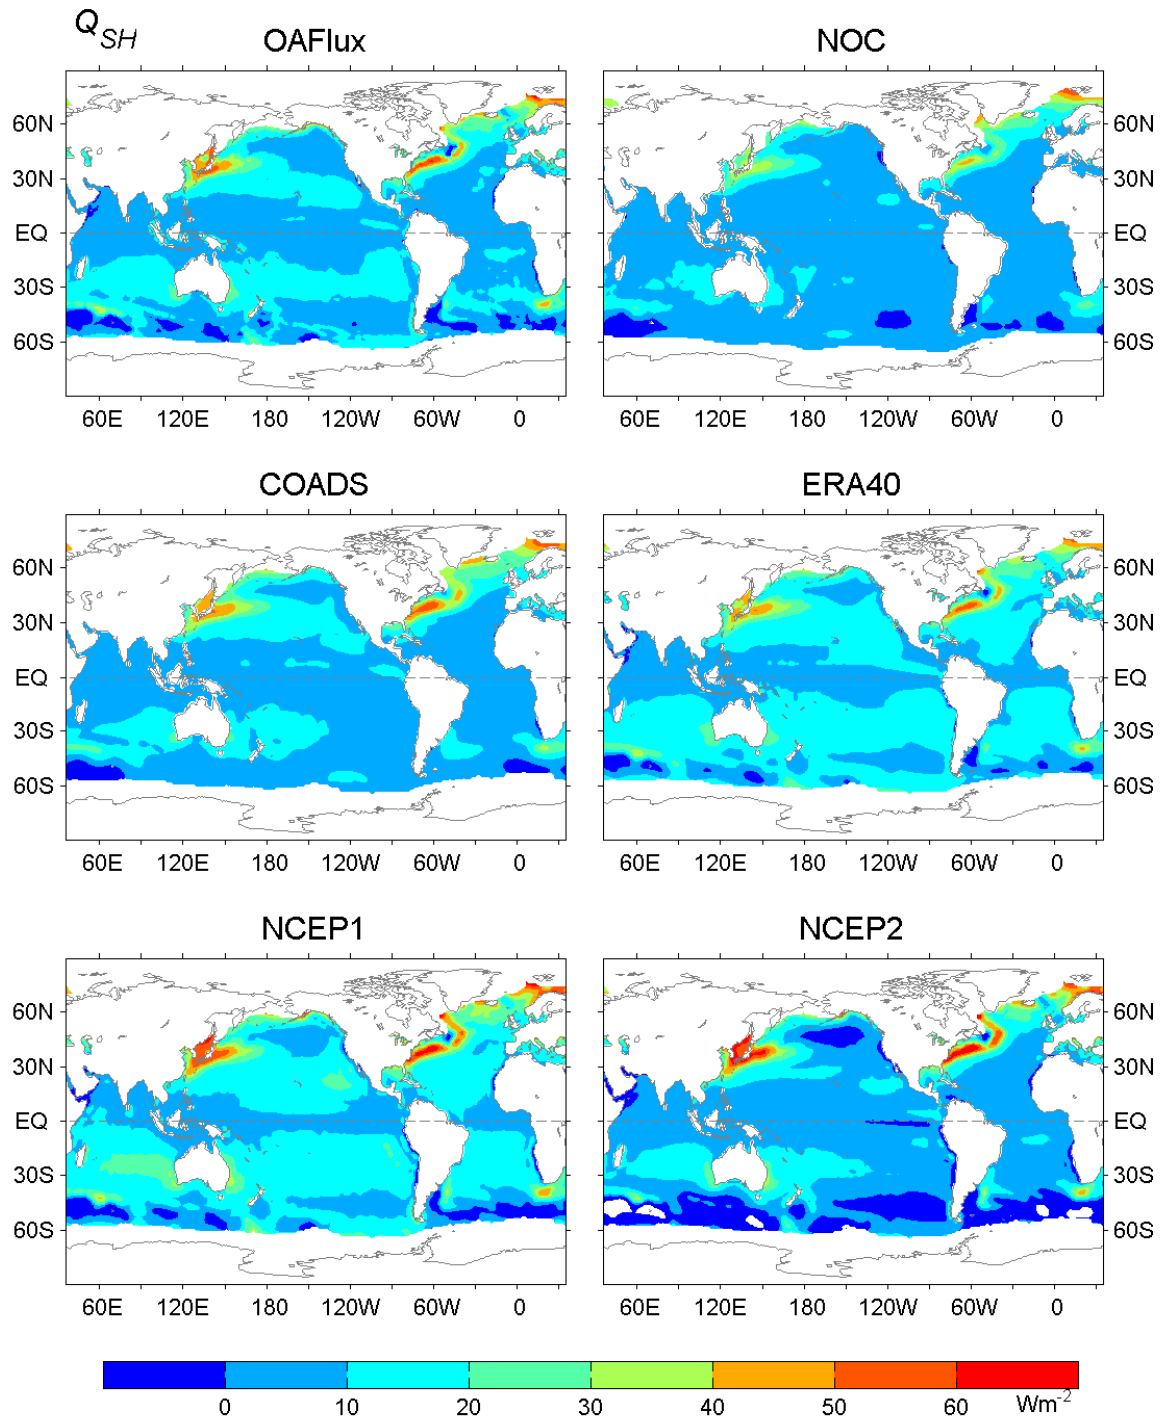 Q_SH
OAFlux NOC
60N 60N
30N 30N
EQ EQ
30S 30S
60S 60S
60E 120E 180 120W 60W 0 60E 120E 180 120W 60W 0
COADS ERA40
60N 60N
30N 30N
EQ EQ
30S 30S
60S 60S
60E 120E 180 120W 60W 0 60E 120E 180 120W 60W 0
NCEP1 NCEP2
60N 60N
30N 30N
EQ EQ
30S 30S
60S 60S
60E 120E 180 120W 60W 0 60E 120E 180 120W 60W 0
0 10 20 30 40 50 60 Wm⁻²